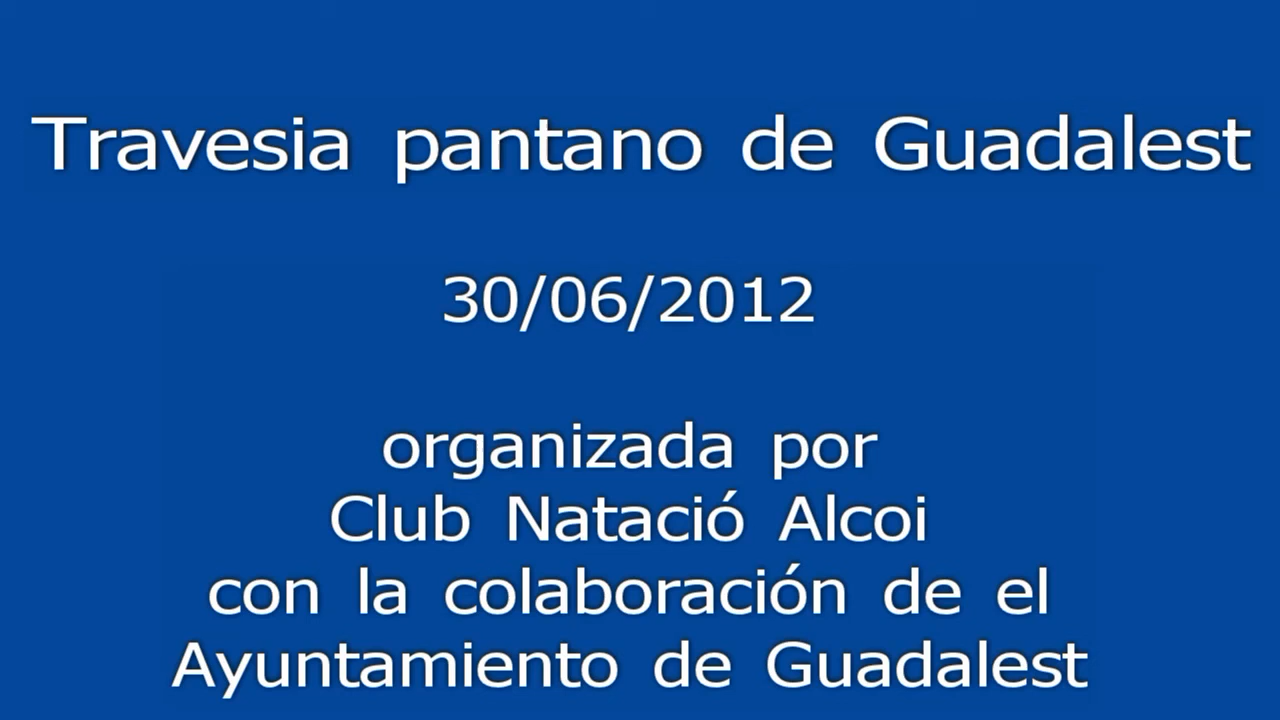 Travesia pantano de Guadalest
30/06/2012
organizada por
Club Natació Alcoi
con la colaboración de el
Ayuntamiento de Guadalest